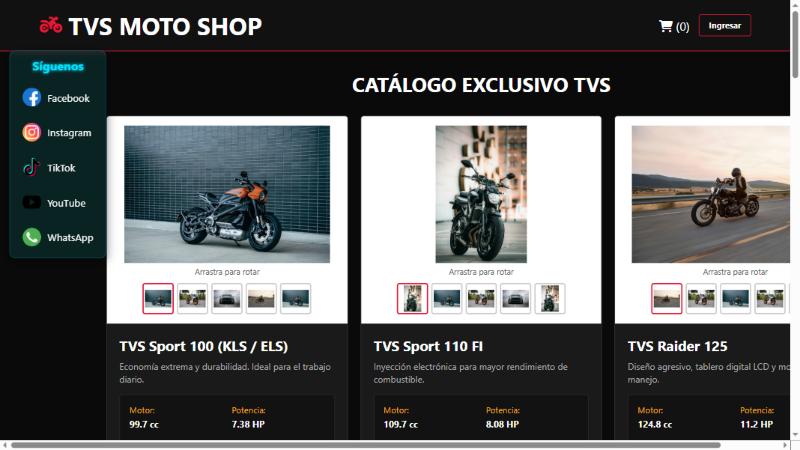 TVS MOTO SHOP
(0)
Ingresar
Síguenos
Facebook
Instagram
TikTok
YouTube
WhatsApp
CATÁLOGO EXCLUSIVO TVS
Arrastra para rotar
TVS Sport 100 (KLS / ELS)
Economía extrema y durabilidad. Ideal para el trabajo
diario.
Motor:
Potencia:
99.7 cc
7.38 HP
Arrastra para rotar
TVS Sport 110 FI
Inyección electrónica para mayor rendimiento de
combustible.
Motor:
Potencia:
109.7 cc
8.08 HP
Arrastra para rotar
TVS Raider 125
Diseño agresivo, tablero digital LCD y mo
manejo.
Motor:
Potencia:
124.8 cc
11.2 HP